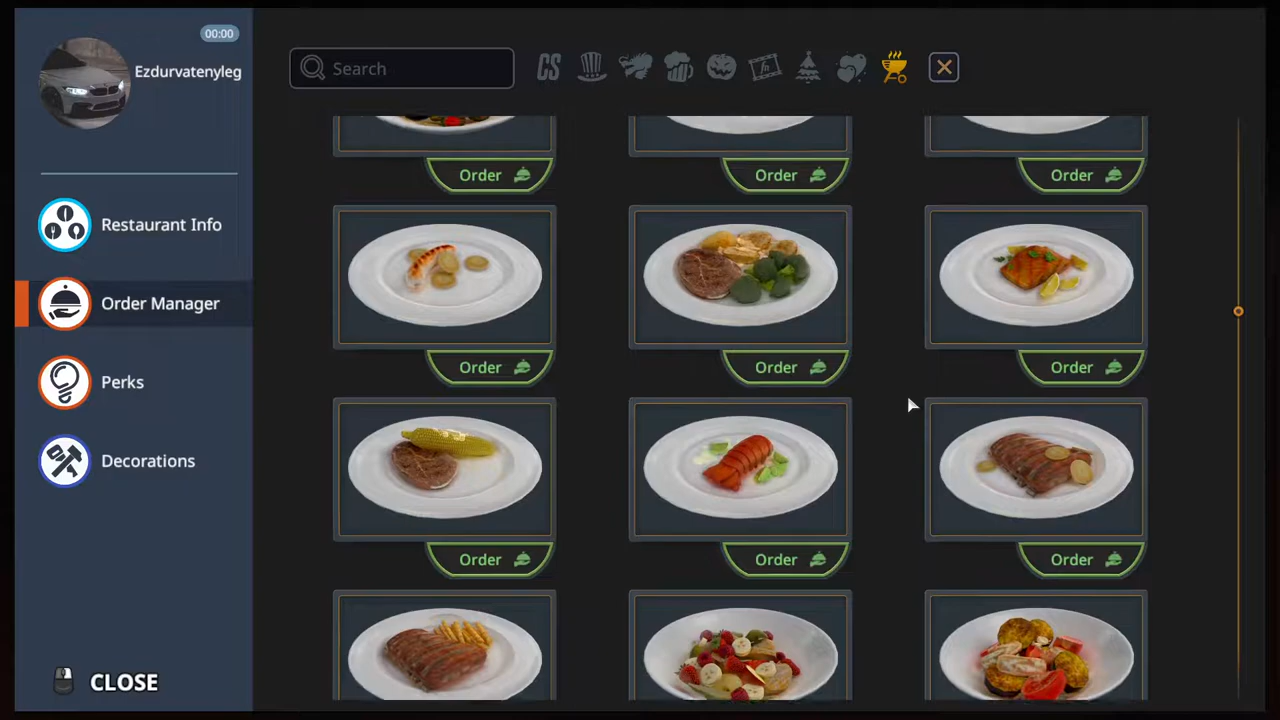 00:00
Ezdurvatenyleg
Search
CS
Restaurant Info
Order Manager
Perks
Decorations
CLOSE
Order
Order
Order
Order
Order
Order
Order
Order
Order